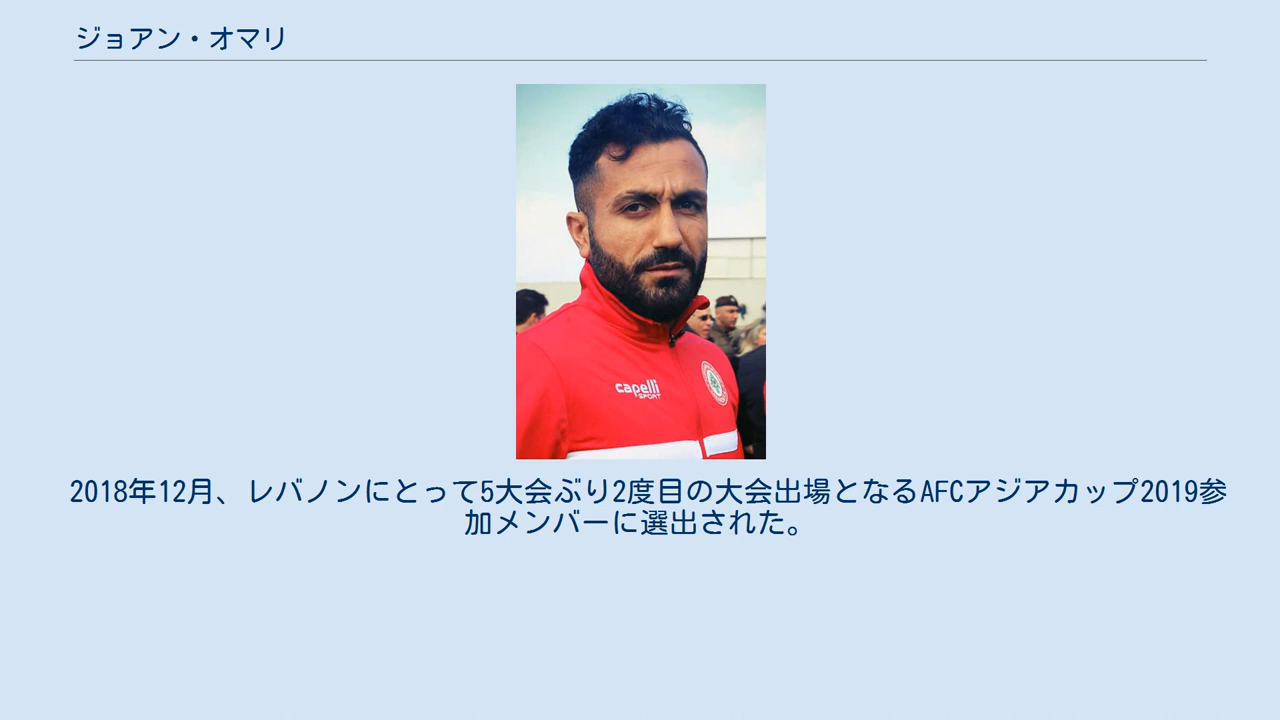 ジョアン・オマリ
capelli
SPORT
2018年12月、レバノンにとって5大会ぶり2度目の大会出場となるAFCアジアカップ2019参
加メンバーに選出された。